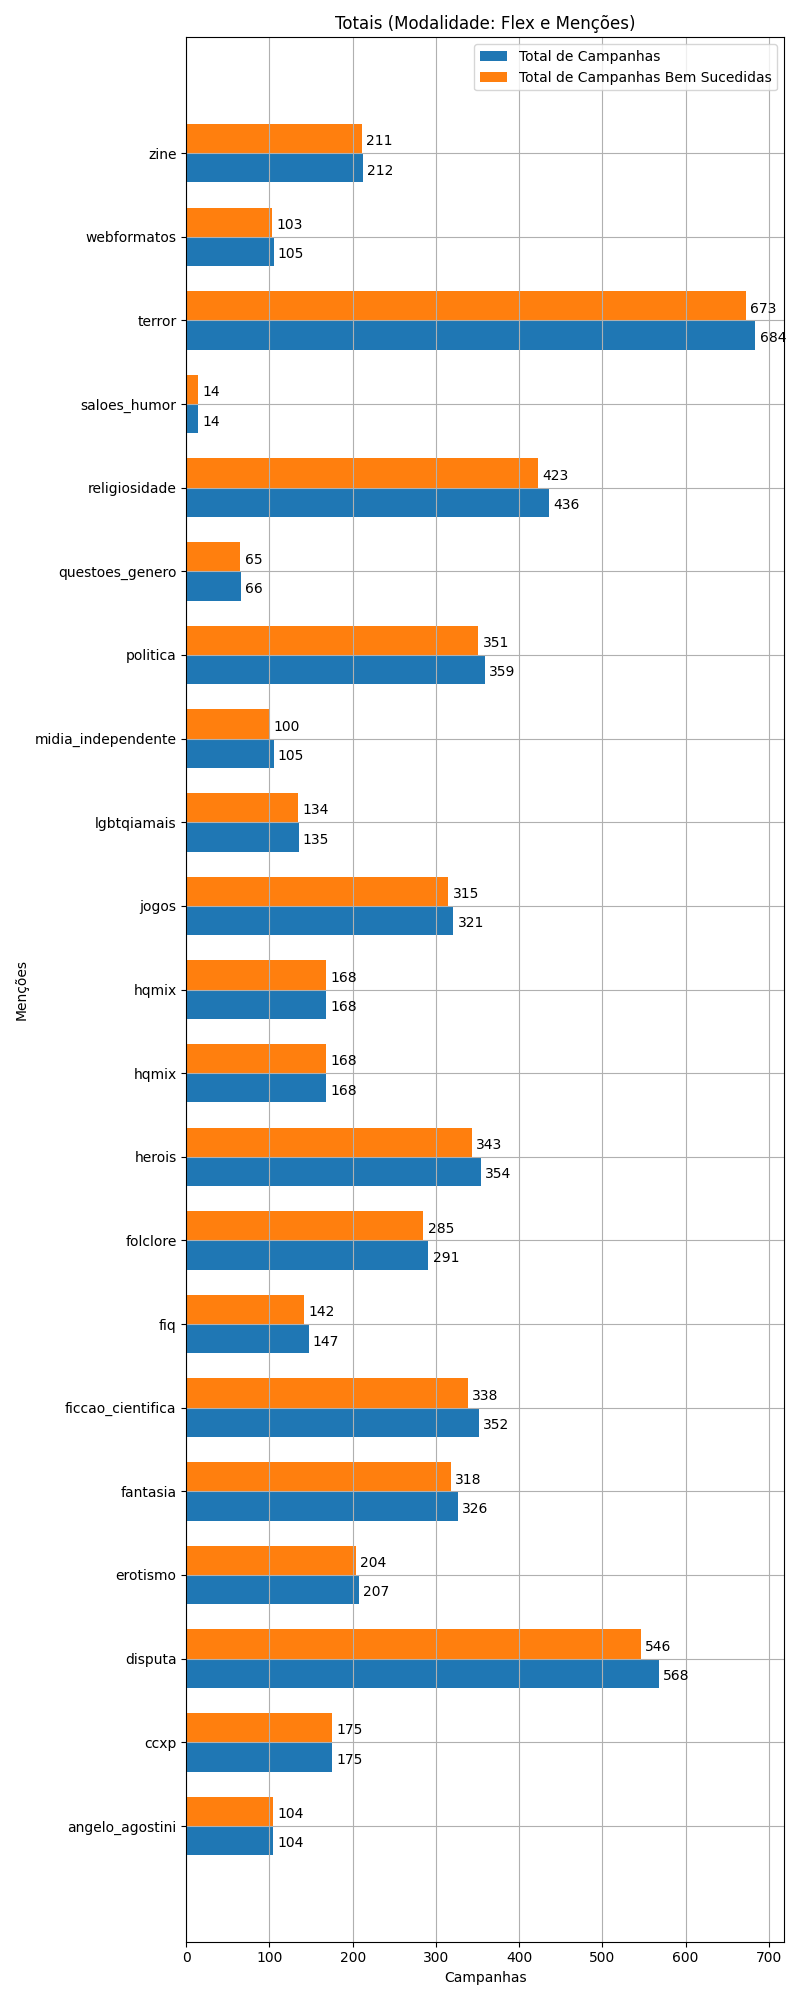 Totais (Modalidade: Flex e Menções)
Total de Campanhas
Total de Campanhas Bem Sucedidas
zine
211
212
webformatos
103
105
terror
673
684
saloes_humor
14
14
religiosidade
423
436
questoes_genero
65
66
politica
351
359
midia_independente
100
105
lgbtqiamais
134
135
jogos
315
321
hqmix
168
168
hqmix
168
168
herois
343
354
folclore
285
291
fiq
142
147
ficcao_cientifica
338
352
fantasia
318
326
erotismo
204
207
disputa
546
568
ccxp
175
175
angelo_agostini
104
104
Menções
0 100 200 300 400 500 600 700
Campanhas